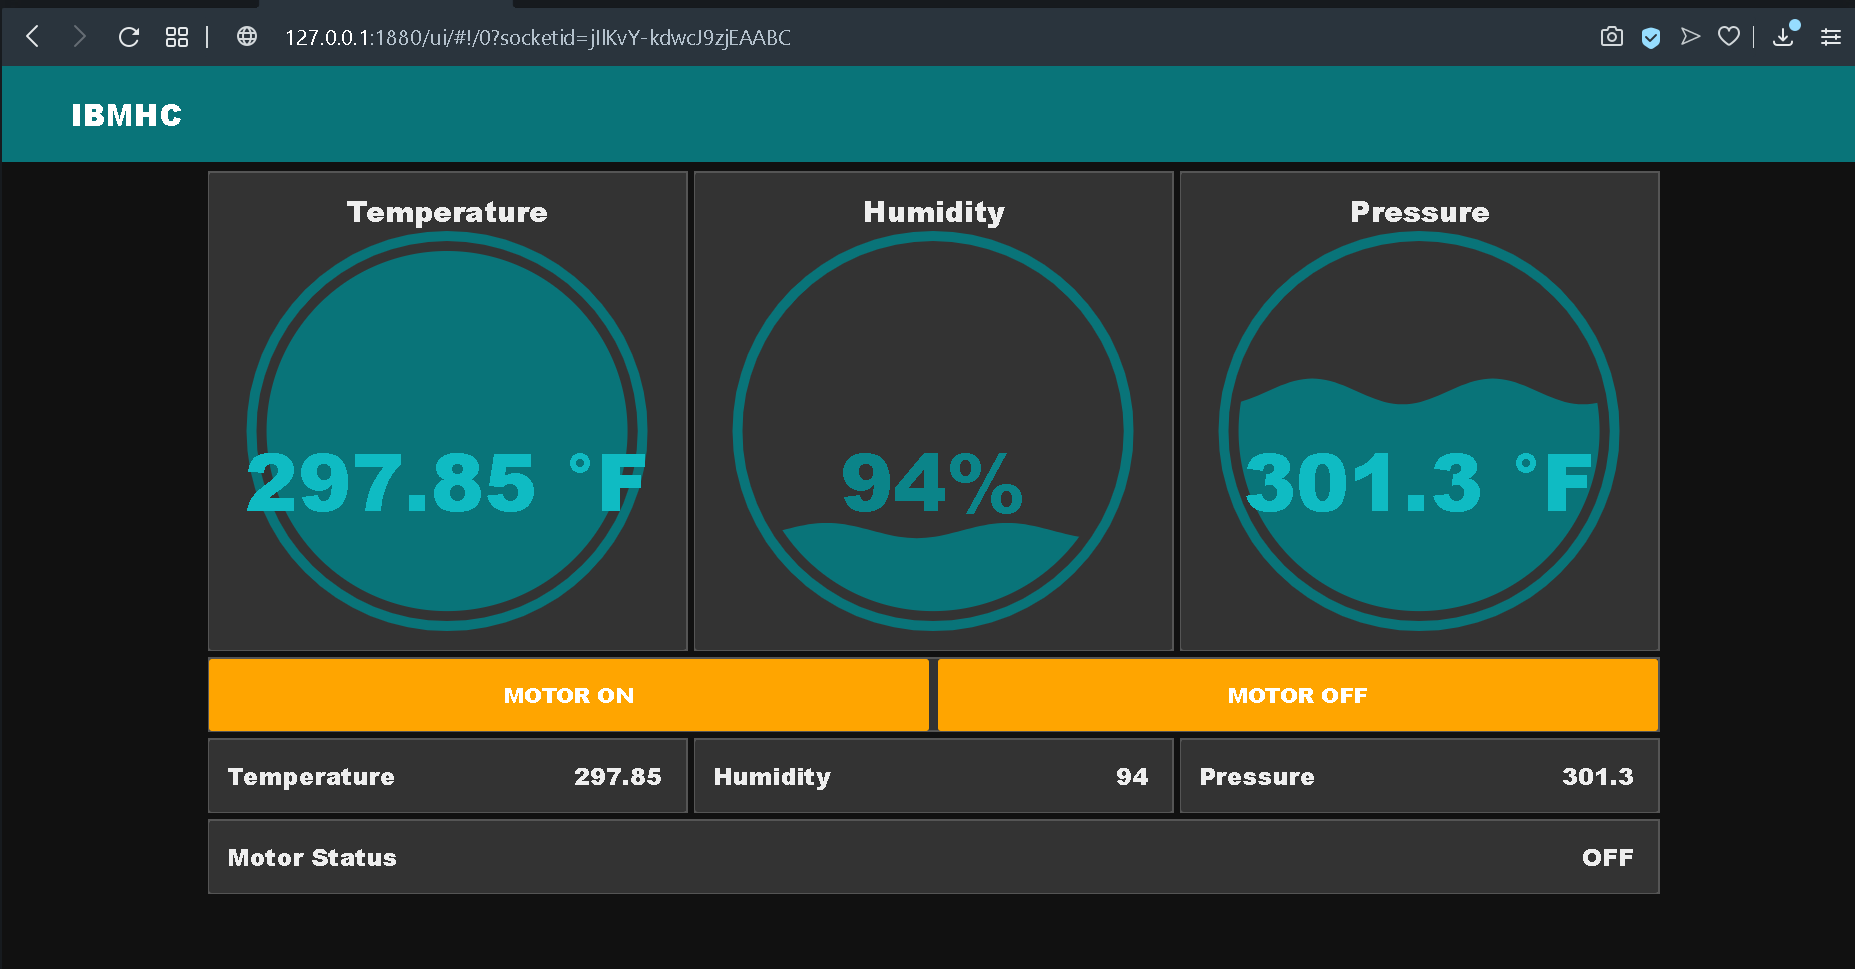 127.0.0.1:1880/ui/#!/0?socketid=jIlKvY-kdwcJ9zjEAABC
IBMHC
Temperature
297.85 °F
Humidity
94%
Pressure
301.3 °F
MOTOR ON
MOTOR OFF
Temperature 297.85
Humidity 94
Pressure 301.3
Motor Status OFF